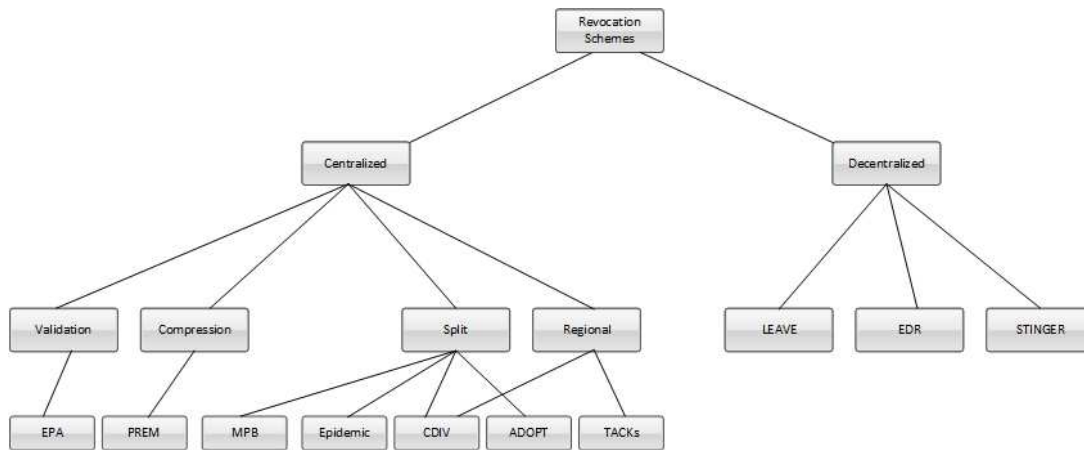 Revocation
Schemes
Centralized
Decentralized
Validation
Compression
Split
Regional
LEAVE
EDR
STINGER
EPA
PREM
MPB
Epidemic
CDIV
ADOPT
TACKs